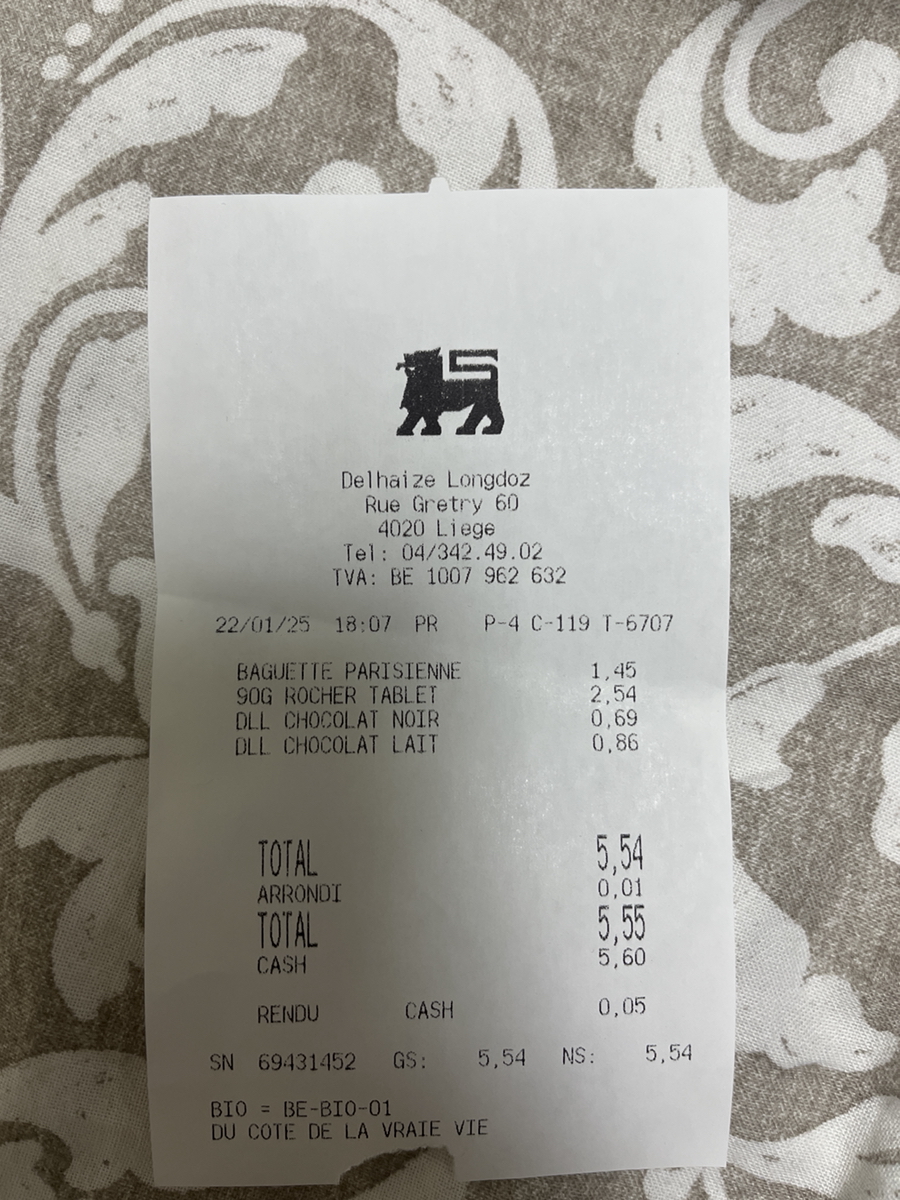 Delhaize Longdoz
Rue Gretry 60
4020 Liege
Tel: 04/342.49.02
TVA: BE 1007 962 632
22/01/25 18:07 PR P-4 C-119 T-6707
BAGUETTE PARISIENNE 1,45
90G ROCHER TABLET 2,54
DLL CHOCOLAT NOIR 0,69
DLL CHOCOLAT LAIT 0,86
TOTAL 5,54
ARRONDI 0,01
TOTAL 5,55
CASH 5,60
RENDU CASH 0,05
SN 69431452 GS: 5,54 NS: 5,54
BIO = BE-BIO-01
DU COTE DE LA VRAIE VIE